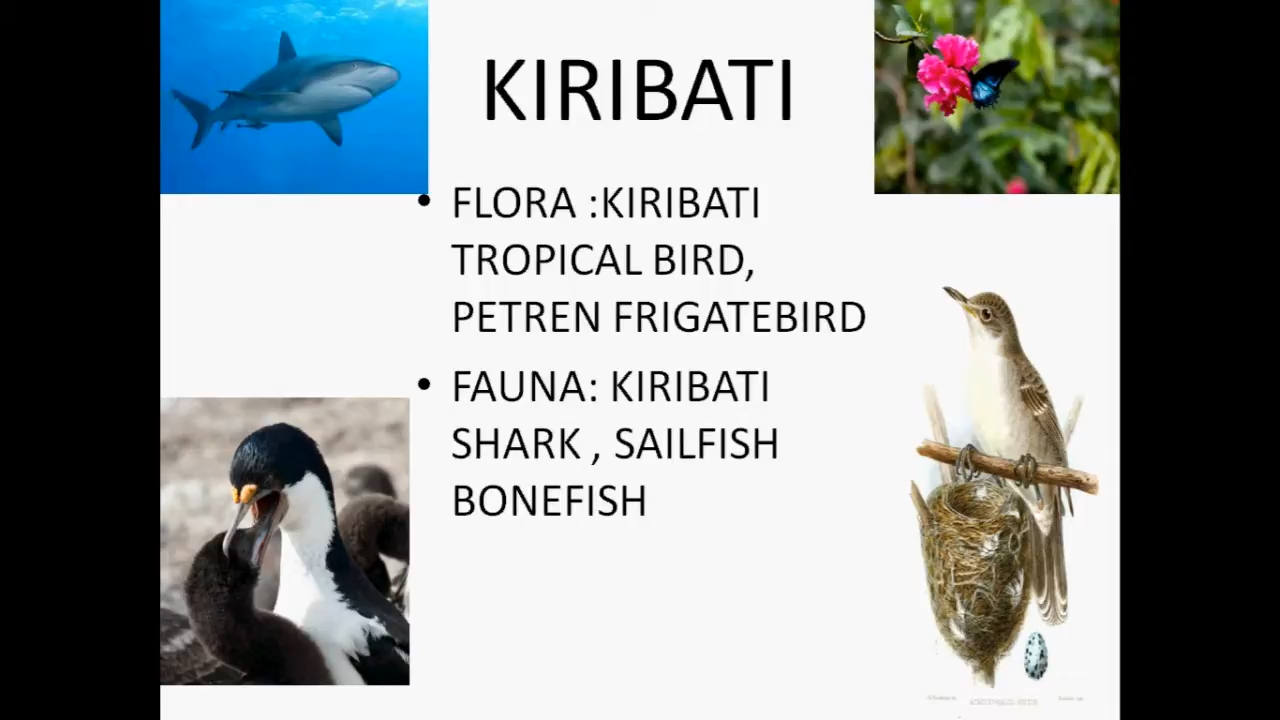 KIRIBATI
• FLORA :KIRIBATI
TROPICAL BIRD,
PETREN FRIGATEBIRD
• FAUNA: KIRIBATI
SHARK , SAILFISH
BONEFISH